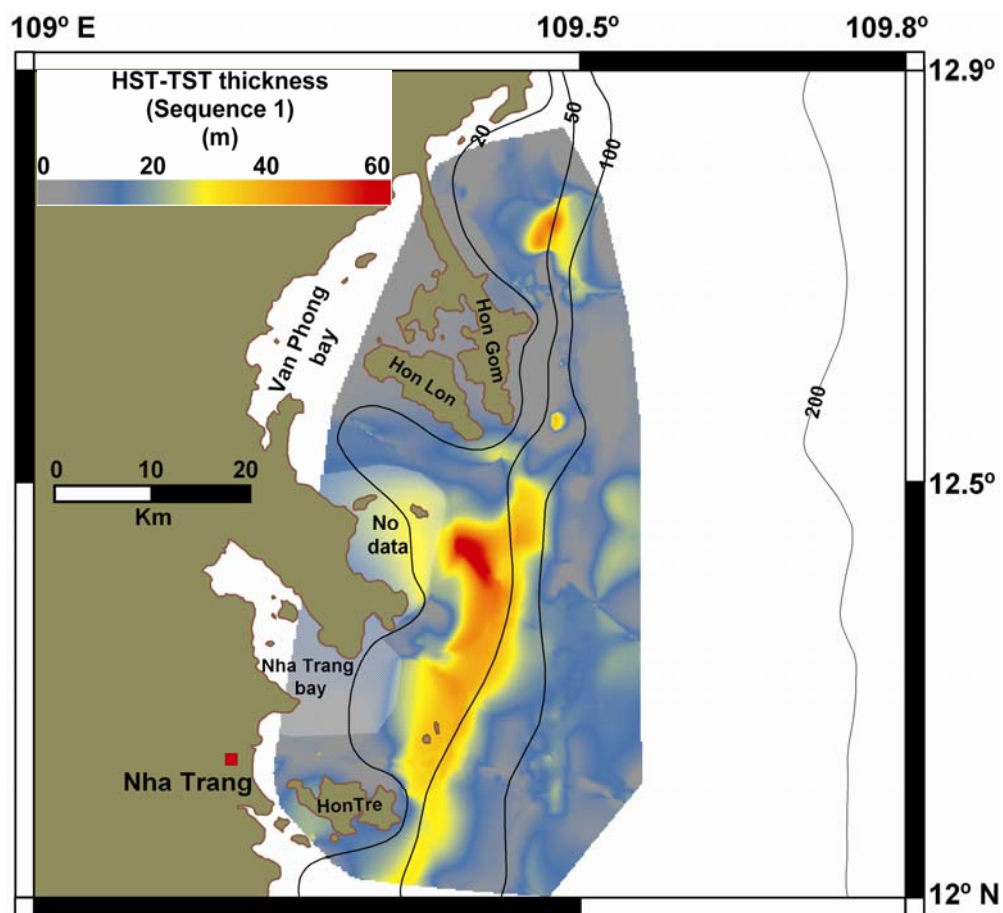 109º E
109.5º
109.8º
12.9º
HST-TST thickness
(Sequence 1)
(m)
0 20 40 60
20
50
100
Van Phong
bay
Hon Gom
Hon Lon
200
0 10 20
Km
12.5º
No
data
Nha Trang
bay
Nha Trang
HonTre
12º N